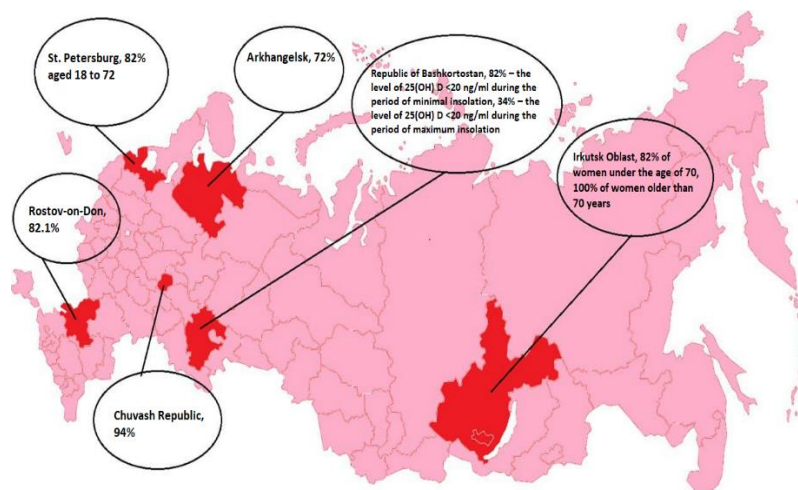 St. Petersburg, 82%
aged 18 to 72
Arkhangelsk, 72%
Republic of Bashkortostan, 82% – the
level of 25(OH) D <20 ng/ml during the
period of minimal insolation, 34% – the
level of 25(OH) D <20 ng/ml during the
period of maximum insolation
Irkutsk Oblast, 82% of
women under the age of 70,
100% of women older than
70 years
Rostov-on-Don,
82.1%
Chuvash Republic,
94%